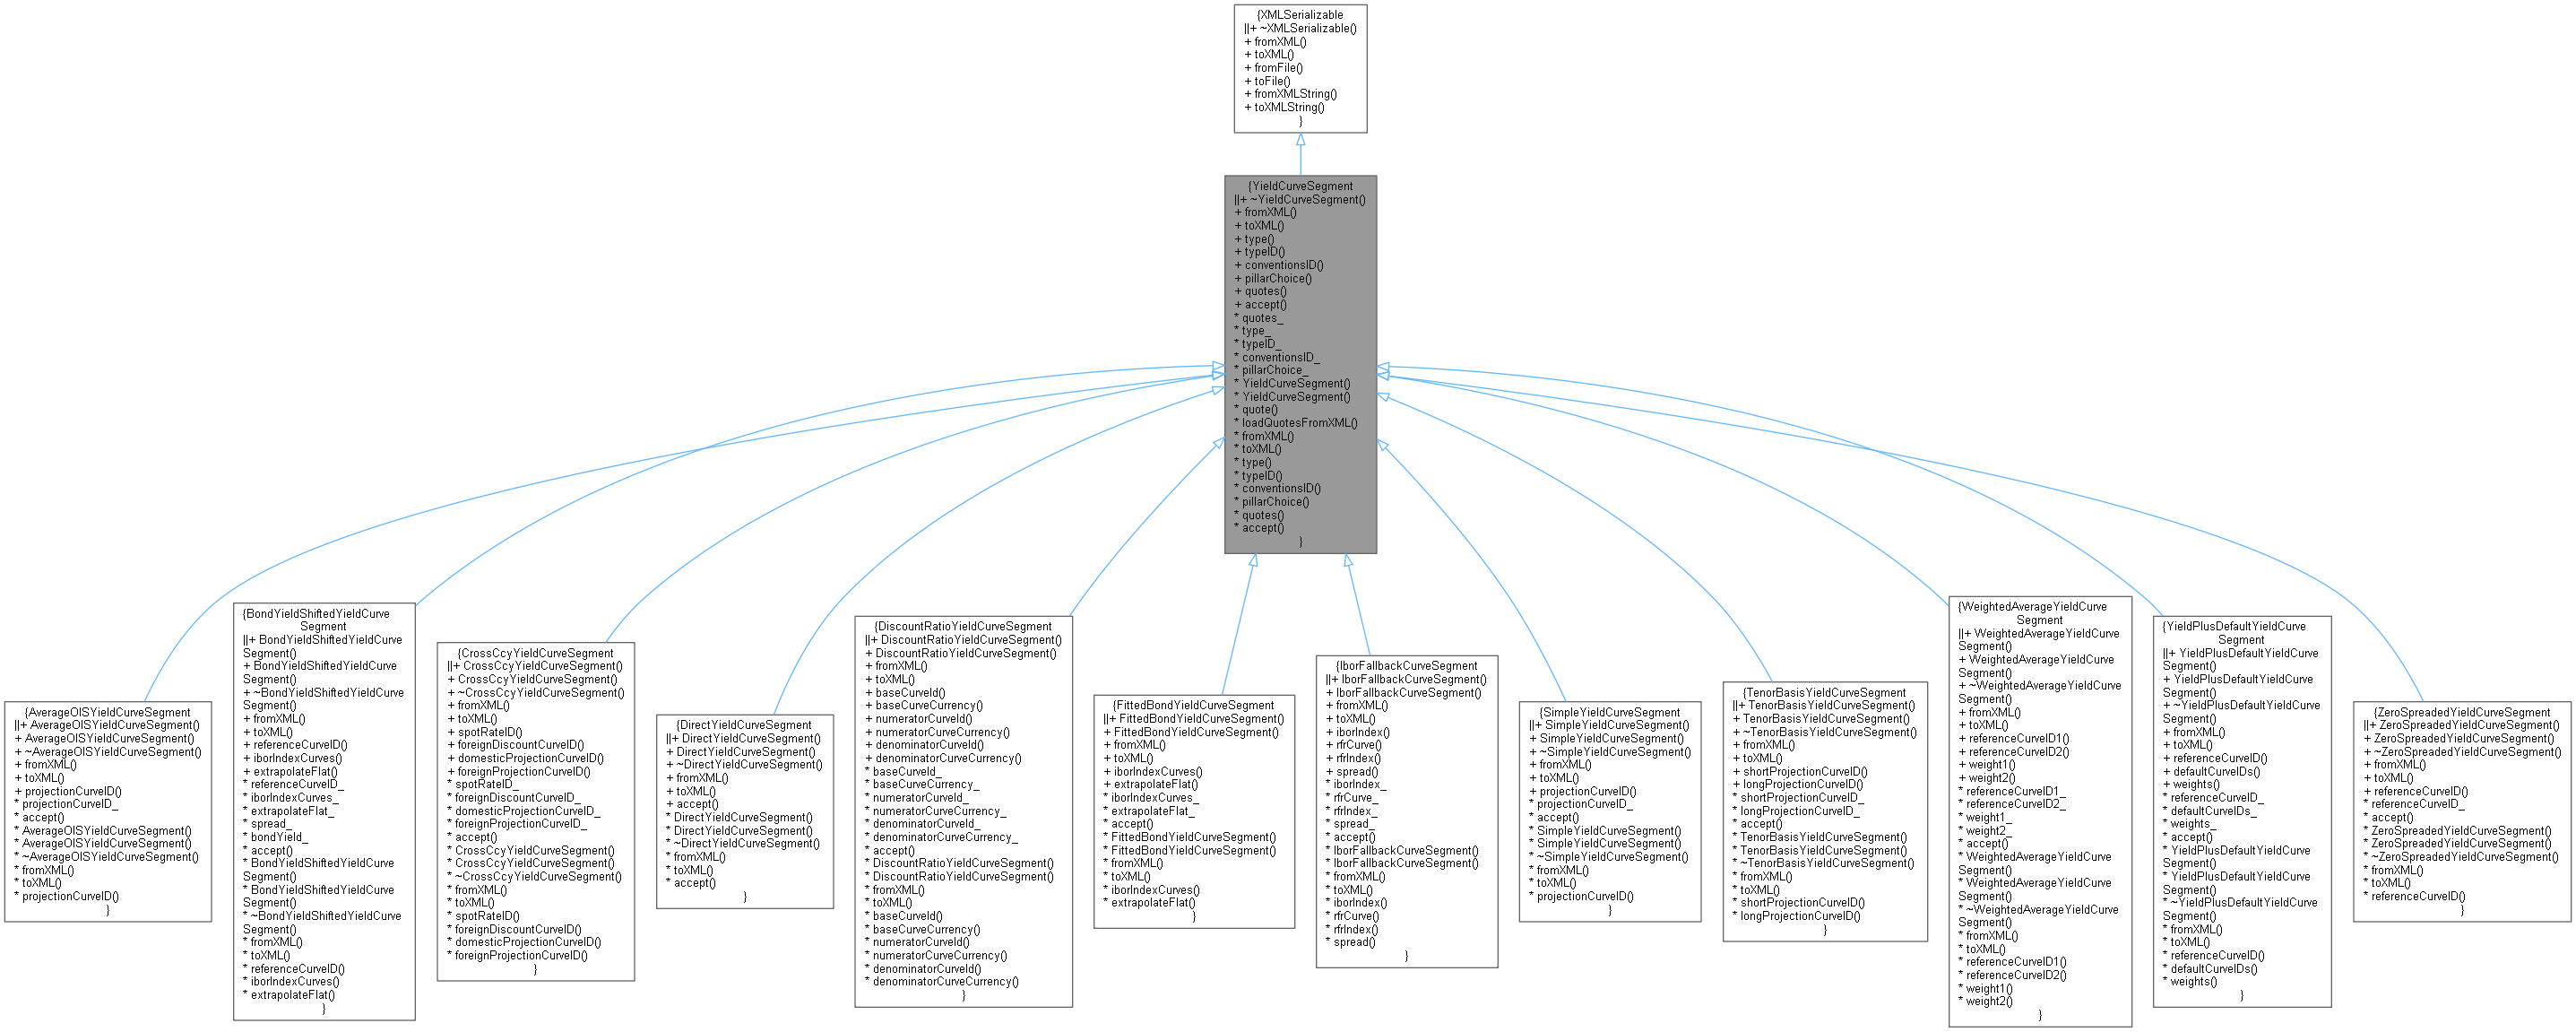 {XMLSerializable
||+ ~XMLSerializable()
+ fromXML()
+ toXML()
+ fromFile()
+ toFile()
+ fromXMLString()
+ toXMLString()
}
{YieldCurveSegment
||+ ~YieldCurveSegment()
+ fromXML()
+ toXML()
+ type()
+ typeID()
+ conventionsID()
+ pillarChoice()
+ quotes()
+ accept()
* quotes_
* type_
* typeID_
* conventionsID_
* pillarChoice_
* YieldCurveSegment()
* YieldCurveSegment()
* quote()
* loadQuotesFromXML()
* fromXML()
* toXML()
* type()
* typeID()
* conventionsID()
* pillarChoice()
* quotes()
* accept()
}
{AverageOISYieldCurveSegment
||+ AverageOISYieldCurveSegment()
+ AverageOISYieldCurveSegment()
+ ~AverageOISYieldCurveSegment()
+ fromXML()
+ toXML()
+ projectionCurveID()
* projectionCurveID_
* accept()
* AverageOISYieldCurveSegment()
* AverageOISYieldCurveSegment()
* ~AverageOISYieldCurveSegment()
* fromXML()
* toXML()
* projectionCurveID()
}
{BondYieldShiftedYieldCurve
Segment
||+ BondYieldShiftedYieldCurve
Segment()
+ BondYieldShiftedYieldCurve
Segment()
+ ~BondYieldShiftedYieldCurve
Segment()
+ fromXML()
+ toXML()
+ referenceCurveID()
+ iborIndexCurves()
+ extrapolateFlat()
* referenceCurveID_
* iborIndexCurves_
* extrapolateFlat_
* spread_
* bondYield_
* accept()
* BondYieldShiftedYieldCurve
Segment()
* BondYieldShiftedYieldCurve
Segment()
* ~BondYieldShiftedYieldCurve
Segment()
* fromXML()
* toXML()
* referenceCurveID()
* iborIndexCurves()
* extrapolateFlat()
}
{CrossCcyYieldCurveSegment
||+ CrossCcyYieldCurveSegment()
+ CrossCcyYieldCurveSegment()
+ ~CrossCcyYieldCurveSegment()
+ fromXML()
+ toXML()
+ spotRateID()
+ foreignDiscountCurveID()
+ domesticProjectionCurveID()
+ foreignProjectionCurveID()
* spotRateID_
* foreignDiscountCurveID_
* domesticProjectionCurveID_
* foreignProjectionCurveID_
* accept()
* CrossCcyYieldCurveSegment()
* CrossCcyYieldCurveSegment()
* ~CrossCcyYieldCurveSegment()
* fromXML()
* toXML()
* spotRateID()
* foreignDiscountCurveID()
* domesticProjectionCurveID()
* foreignProjectionCurveID()
}
{DirectYieldCurveSegment
||+ DirectYieldCurveSegment()
+ DirectYieldCurveSegment()
+ ~DirectYieldCurveSegment()
+ fromXML()
+ toXML()
+ accept()
* DirectYieldCurveSegment()
* DirectYieldCurveSegment()
* ~DirectYieldCurveSegment()
* fromXML()
* toXML()
* accept()
}
{DiscountRatioYieldCurveSegment
||+ DiscountRatioYieldCurveSegment()
+ DiscountRatioYieldCurveSegment()
+ fromXML()
+ toXML()
+ baseCurveId()
+ baseCurveCurrency()
+ numeratorCurveId()
+ numeratorCurveCurrency()
+ denominatorCurveId()
+ denominatorCurveCurrency()
* baseCurveId_
* baseCurveCurrency_
* numeratorCurveId_
* numeratorCurveCurrency_
* denominatorCurveId_
* denominatorCurveCurrency_
* accept()
* DiscountRatioYieldCurveSegment()
* DiscountRatioYieldCurveSegment()
* fromXML()
* toXML()
* baseCurveId()
* baseCurveCurrency()
* numeratorCurveId()
* numeratorCurveCurrency()
* denominatorCurveId()
* denominatorCurveCurrency()
}
{FittedBondYieldCurveSegment
||+ FittedBondYieldCurveSegment()
+ FittedBondYieldCurveSegment()
+ fromXML()
+ toXML()
+ iborIndexCurves()
+ extrapolateFlat()
* iborIndexCurves_
* extrapolateFlat_
* accept()
* FittedBondYieldCurveSegment()
* FittedBondYieldCurveSegment()
* fromXML()
* toXML()
* iborIndexCurves()
* extrapolateFlat()
}
{IborFallbackCurveSegment
||+ IborFallbackCurveSegment()
+ IborFallbackCurveSegment()
+ fromXML()
+ toXML()
+ iborIndex()
+ rfrCurve()
+ rfrIndex()
+ spread()
* iborIndex_
* rfrCurve_
* rfrIndex_
* spread_
* accept()
* IborFallbackCurveSegment()
* IborFallbackCurveSegment()
* fromXML()
* toXML()
* iborIndex()
* rfrCurve()
* rfrIndex()
* spread()
}
{SimpleYieldCurveSegment
||+ SimpleYieldCurveSegment()
+ SimpleYieldCurveSegment()
+ ~SimpleYieldCurveSegment()
+ fromXML()
+ toXML()
+ projectionCurveID()
* projectionCurveID_
* accept()
* SimpleYieldCurveSegment()
* SimpleYieldCurveSegment()
* ~SimpleYieldCurveSegment()
* fromXML()
* toXML()
* projectionCurveID()
}
{TenorBasisYieldCurveSegment
||+ TenorBasisYieldCurveSegment()
+ TenorBasisYieldCurveSegment()
+ ~TenorBasisYieldCurveSegment()
+ fromXML()
+ toXML()
+ shortProjectionCurveID()
+ longProjectionCurveID()
* shortProjectionCurveID_
* longProjectionCurveID_
* accept()
* TenorBasisYieldCurveSegment()
* TenorBasisYieldCurveSegment()
* ~TenorBasisYieldCurveSegment()
* fromXML()
* toXML()
* shortProjectionCurveID()
* longProjectionCurveID()
}
{WeightedAverageYieldCurve
Segment
||+ WeightedAverageYieldCurve
Segment()
+ WeightedAverageYieldCurve
Segment()
+ ~WeightedAverageYieldCurve
Segment()
+ fromXML()
+ toXML()
+ referenceCurveID1()
+ referenceCurveID2()
+ weight1()
+ weight2()
* referenceCurveID1_
* referenceCurveID2_
* weight1_
* weight2_
* accept()
* WeightedAverageYieldCurve
Segment()
* WeightedAverageYieldCurve
Segment()
* ~WeightedAverageYieldCurve
Segment()
* fromXML()
* toXML()
* referenceCurveID1()
* referenceCurveID2()
* weight1()
* weight2()
}
{YieldPlusDefaultYieldCurve
Segment
||+ YieldPlusDefaultYieldCurve
Segment()
+ YieldPlusDefaultYieldCurve
Segment()
+ ~YieldPlusDefaultYieldCurve
Segment()
+ fromXML()
+ toXML()
+ referenceCurveID()
+ defaultCurveIDs()
+ weights()
* referenceCurveID_
* defaultCurveIDs_
* weights_
* accept()
* YieldPlusDefaultYieldCurve
Segment()
* YieldPlusDefaultYieldCurve
Segment()
* ~YieldPlusDefaultYieldCurve
Segment()
* fromXML()
* toXML()
* referenceCurveID()
* defaultCurveIDs()
* weights()
}
{ZeroSpreadedYieldCurveSegment
||+ ZeroSpreadedYieldCurveSegment()
+ ZeroSpreadedYieldCurveSegment()
+ ~ZeroSpreadedYieldCurveSegment()
+ fromXML()
+ toXML()
+ referenceCurveID()
* referenceCurveID_
* accept()
* ZeroSpreadedYieldCurveSegment()
* ZeroSpreadedYieldCurveSegment()
* ~ZeroSpreadedYieldCurveSegment()
* fromXML()
* toXML()
* referenceCurveID()
}